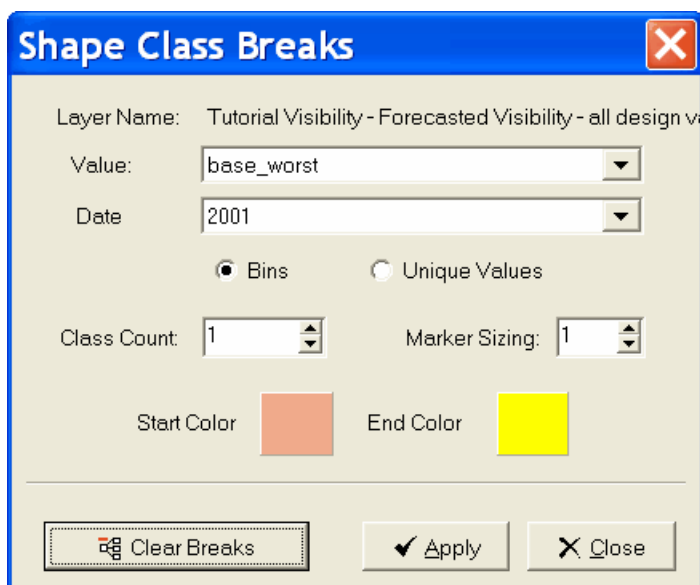 Shape Class Breaks
Layer Name: Tutorial Visibility - Forecasted Visibility - all design
Value: base_worst
Date 2001
Bins Unique Values
Class Count: 1 Marker Sizing: 1
Start Color End Color
Clear Breaks Apply Close